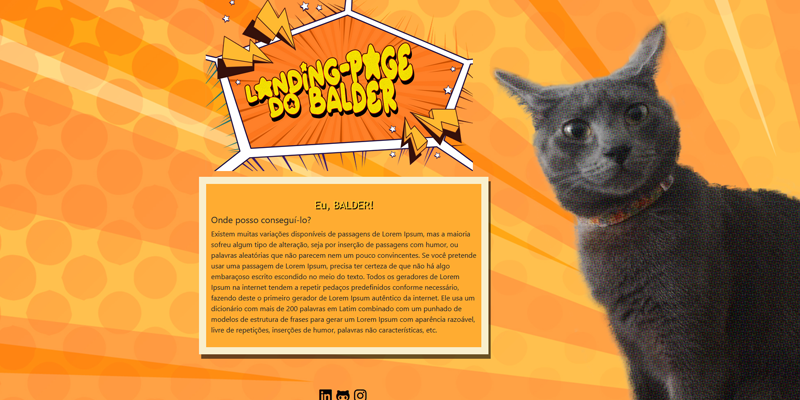 LANDING-PAGE
DO BALDER
Eu, BALDER!
Onde posso conseguí-lo?
Existem muitas variações disponíveis de passagens de Lorem Ipsum, mas a maioria
sofreu algum tipo de alteração, seja por inserção de passagens com humor, ou
palavras aleatórias que não parecem nem um pouco convincentes. Se você pretende
usar uma passagem de Lorem Ipsum, precisa ter certeza de que não há algo
embaraçoso escrito escondido no meio do texto. Todos os geradores de Lorem
Ipsum na internet tendem a repetir pedaços predefinidos conforme necessário,
fazendo deste o primeiro gerador de Lorem Ipsum autêntico da internet. Ele usa um
dicionário com mais de 200 palavras em Latim combinado com um punhado de
modelos de estrutura de frases para gerar um Lorem Ipsum com aparência razoável,
livre de repetições, inserções de humor, palavras não características, etc.
in